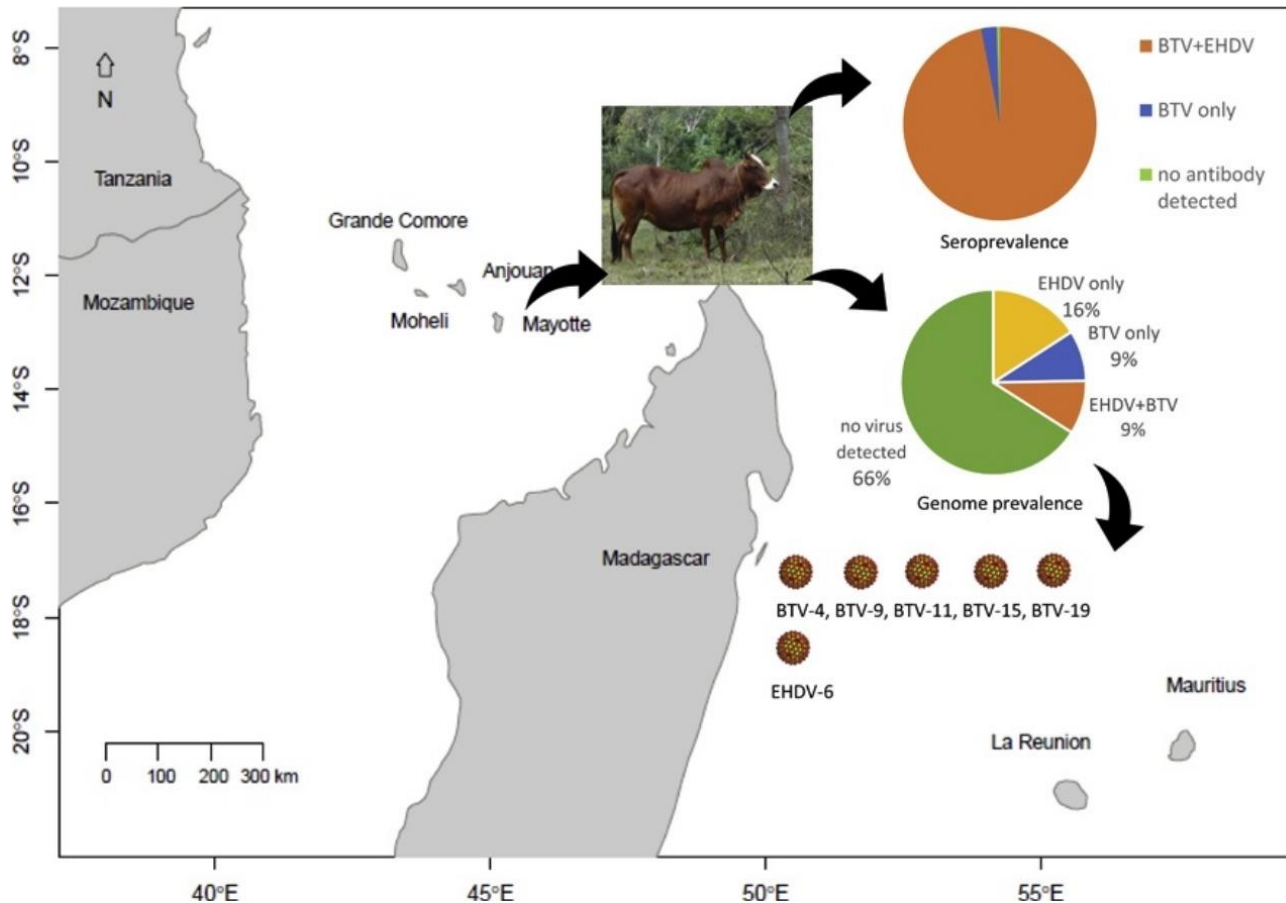 8°S
10°S
12°S
14°S
16°S
18°S
20°S
N
Tanzania
Mozambique
Grande Comore
Anjouan
Moheli
Mayotte
Madagascar
BTV+EHDV
BTV only
no antibody
detected
Seroprevalence
EHDV only
16%
BTV only
9%
EHDV+BTV
9%
no virus
detected
66%
Genome prevalence
BTV-4, BTV-9, BTV-11, BTV-15, BTV-19
EHDV-6
Mauritius
La Reunion
0 100 200 300 km
40°E 45°E 50°E 55°E